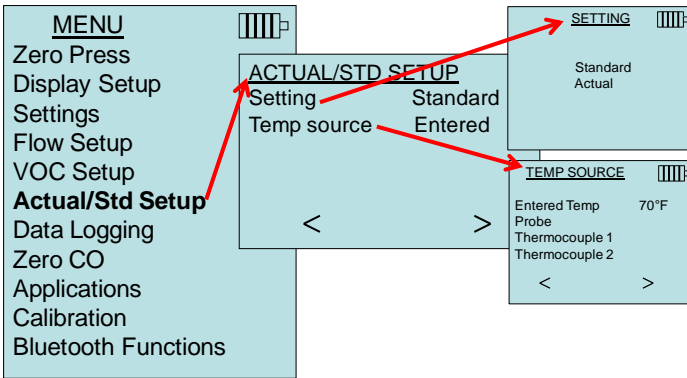 MENU
Zero Press
Display Setup
Settings
Flow Setup
VOC Setup
Actual/Std Setup
Data Logging
Zero CO
Applications
Calibration
Bluetooth Functions
ACTUAL/STD SETUP
Setting Standard
Temp source Entered
< >
SETTING
Standard
Actual
TEMP SOURCE
Entered Temp 70°F
Probe
Thermocouple 1
Thermocouple 2
< >